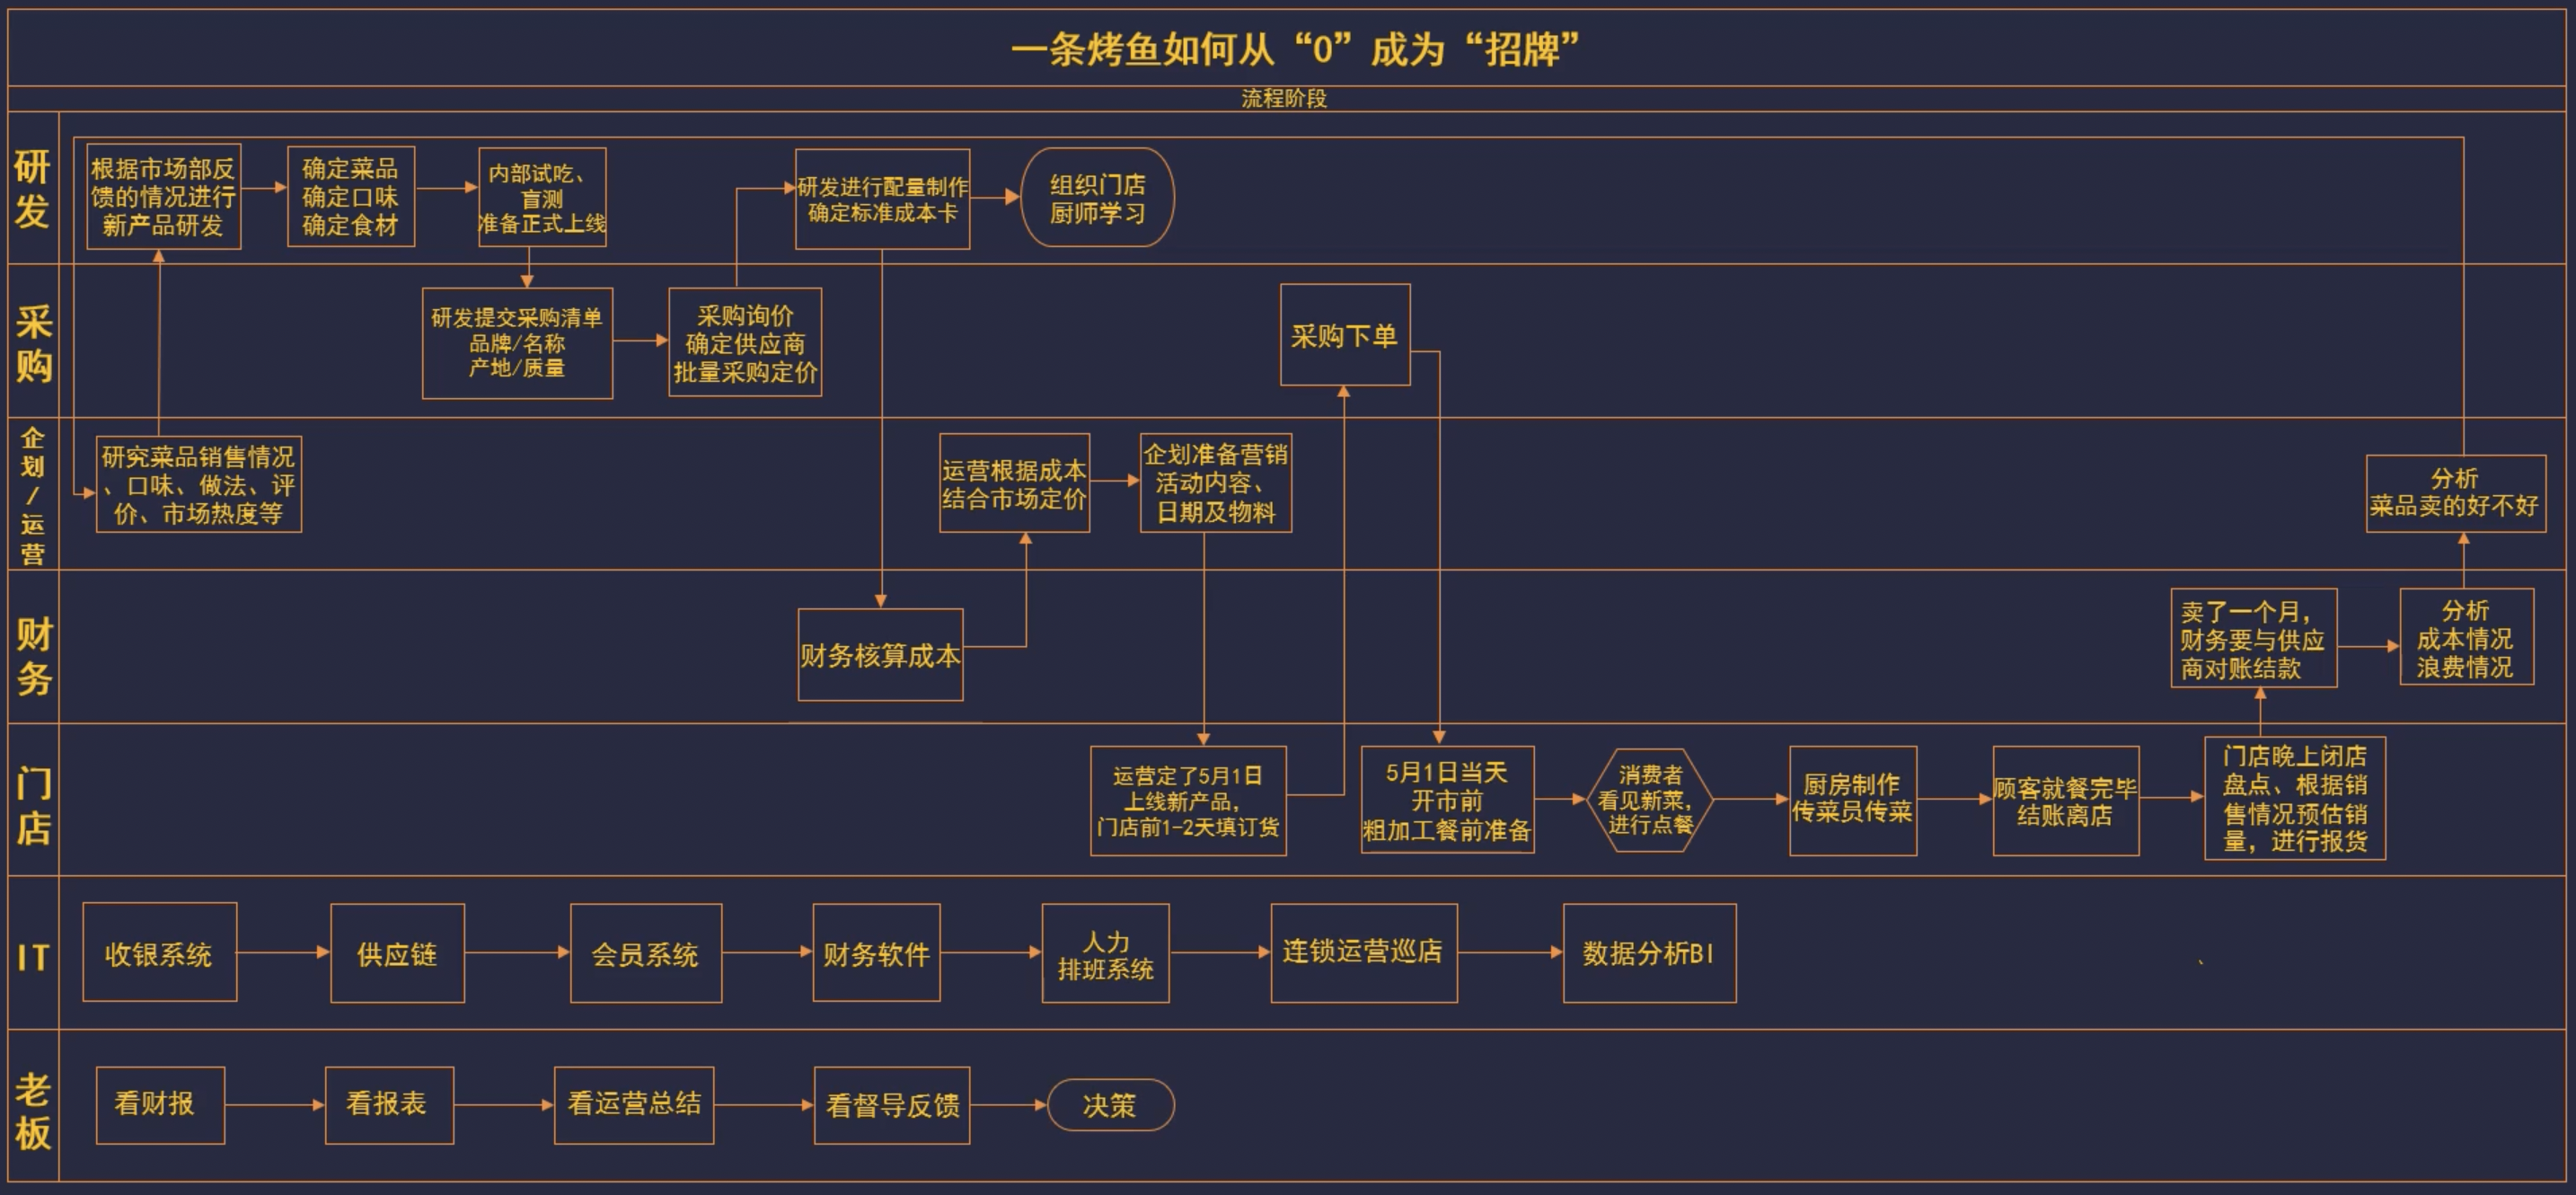 一条烤鱼如何从“0”成为“招牌”
流程阶段
研
发
根据市场部反
馈的情况进行
新产品研发
确定菜品
确定口味
确定食材
内部试吃、
盲测
准备正式上线
研发进行配量制作
确定标准成本卡
组织门店
厨师学习
采
购
研发提交采购清单
品牌/名称
产地/质量
采购询价
确定供应商
批量采购定价
采购下单
企
划
/
运
营
研究菜品销售情况
、口味、做法、评
价、市场热度等
运营根据成本
结合市场定价
企划准备营销
活动内容、
日期及物料
分析
菜品卖的好不好
财
务
财务核算成本
卖了一个月，
财务要与供应
商对账结款
分析
成本情况
浪费情况
门
店
运营定了5月1日
上线新产品，
门店前1-2天填订货
5月1日当天
开市前
粗加工餐前准备
消费者
看见新菜，
进行点餐
厨房制作
传菜员传菜
顾客就餐完毕
结账离店
门店晚上闭店
盘点、根据销
售情况预估销
量，进行报货
IT
收银系统
供应链
会员系统
财务软件
人力
排班系统
连锁运营巡店
数据分析BI
、
老
板
看财报
看报表
看运营总结
看督导反馈
决策